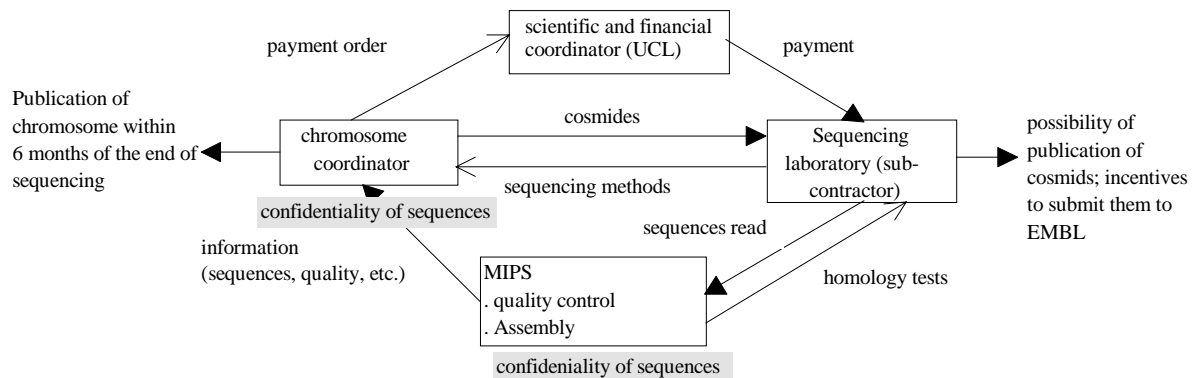 scientific and financial
coordinator (UCL)
payment order
payment
Publication of
chromosome within
6 months of the end of
sequencing
chromosome
coordinator
cosmides
sequencing methods
Sequencing
laboratory (sub-
contractor)
possibility of
publication of
cosmids; incentives
to submit them to
EMBL
confidentiality of sequences
sequences read
information
(sequences, quality, etc.)
MIPS
. quality control
. Assembly
homology tests
confideniality of sequences